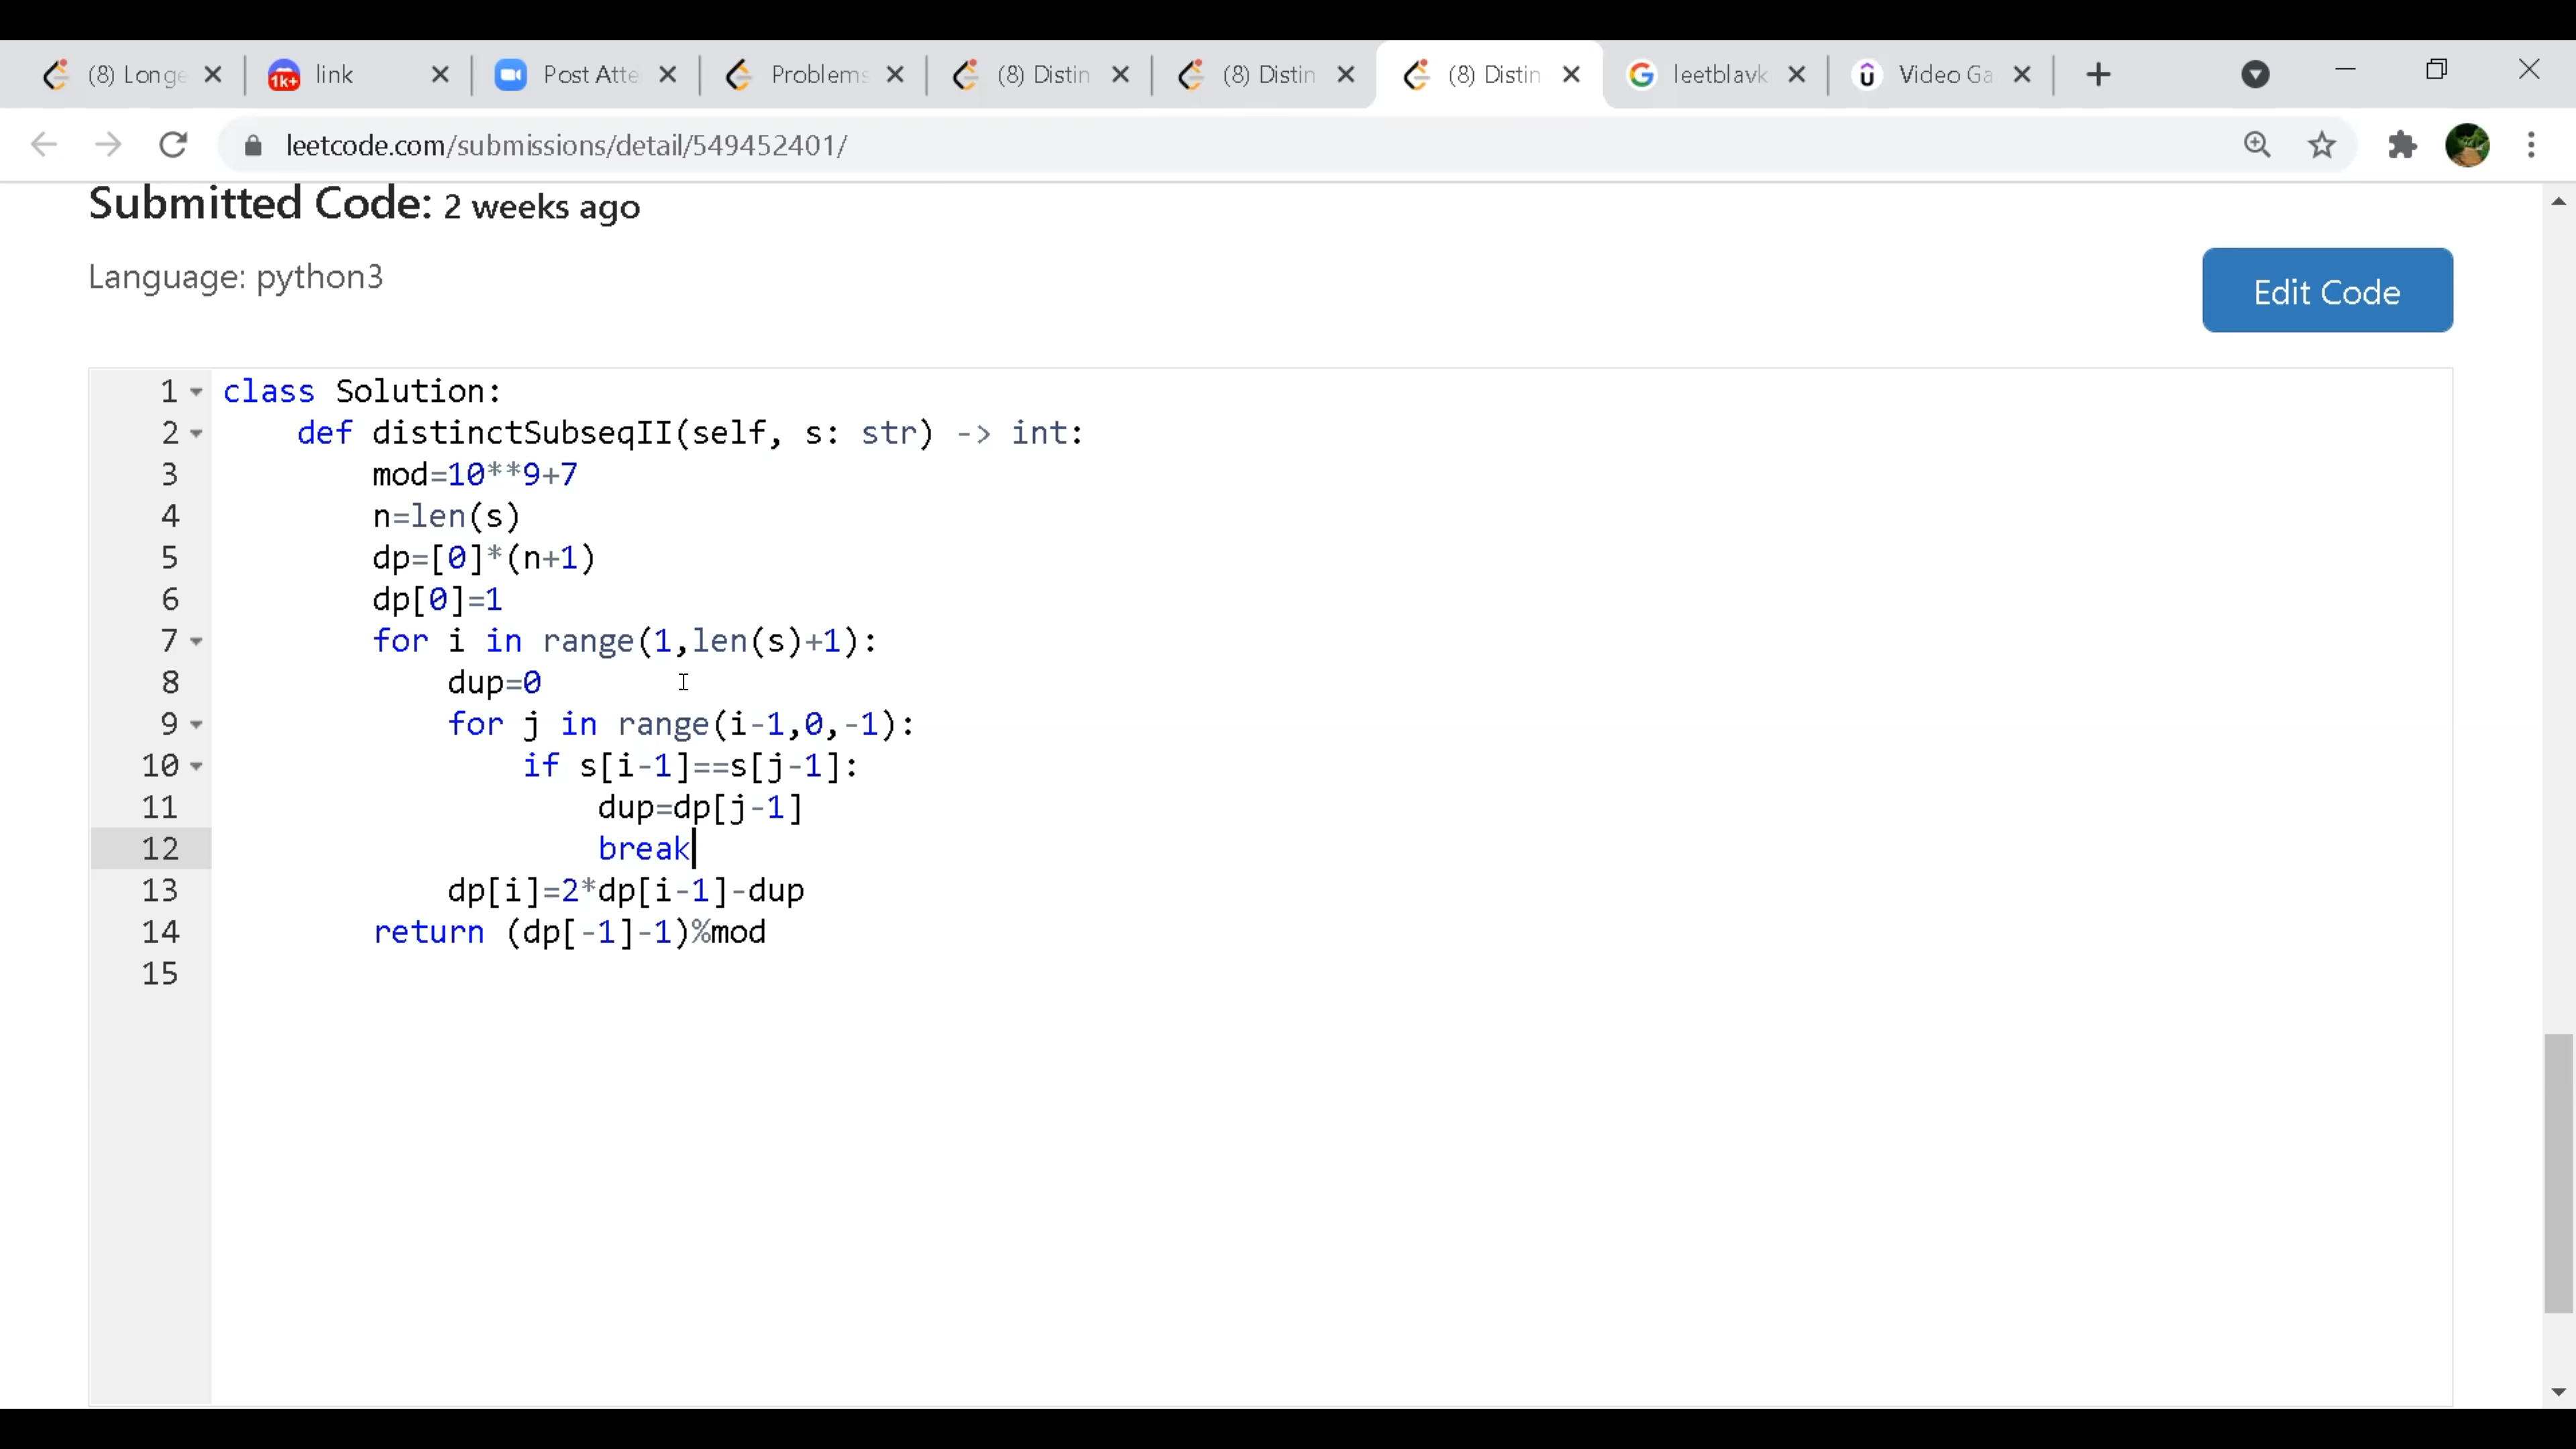 (8) Longe
1k+ link
Post Atte
Problems
(8) Distin
(8) Distin
(8) Distin
leetblavk
Video Ga
leetcode.com/submissions/detail/549452401/
Submitted Code: 2 weeks ago
Language: python3
Edit Code
1 class Solution:
2     def distinctSubseqII(self, s: str) -> int:
3         mod=10**9+7
4         n=len(s)
5         dp=[0]*(n+1)
6         dp[0]=1
7         for i in range(1,len(s)+1):
8             dup=0
9             for j in range(i-1,0,-1):
10                 if s[i-1]==s[j-1]:
11                     dup=dp[j-1]
12                     break
13             dp[i]=2*dp[i-1]-dup
14         return (dp[-1]-1)%mod
15